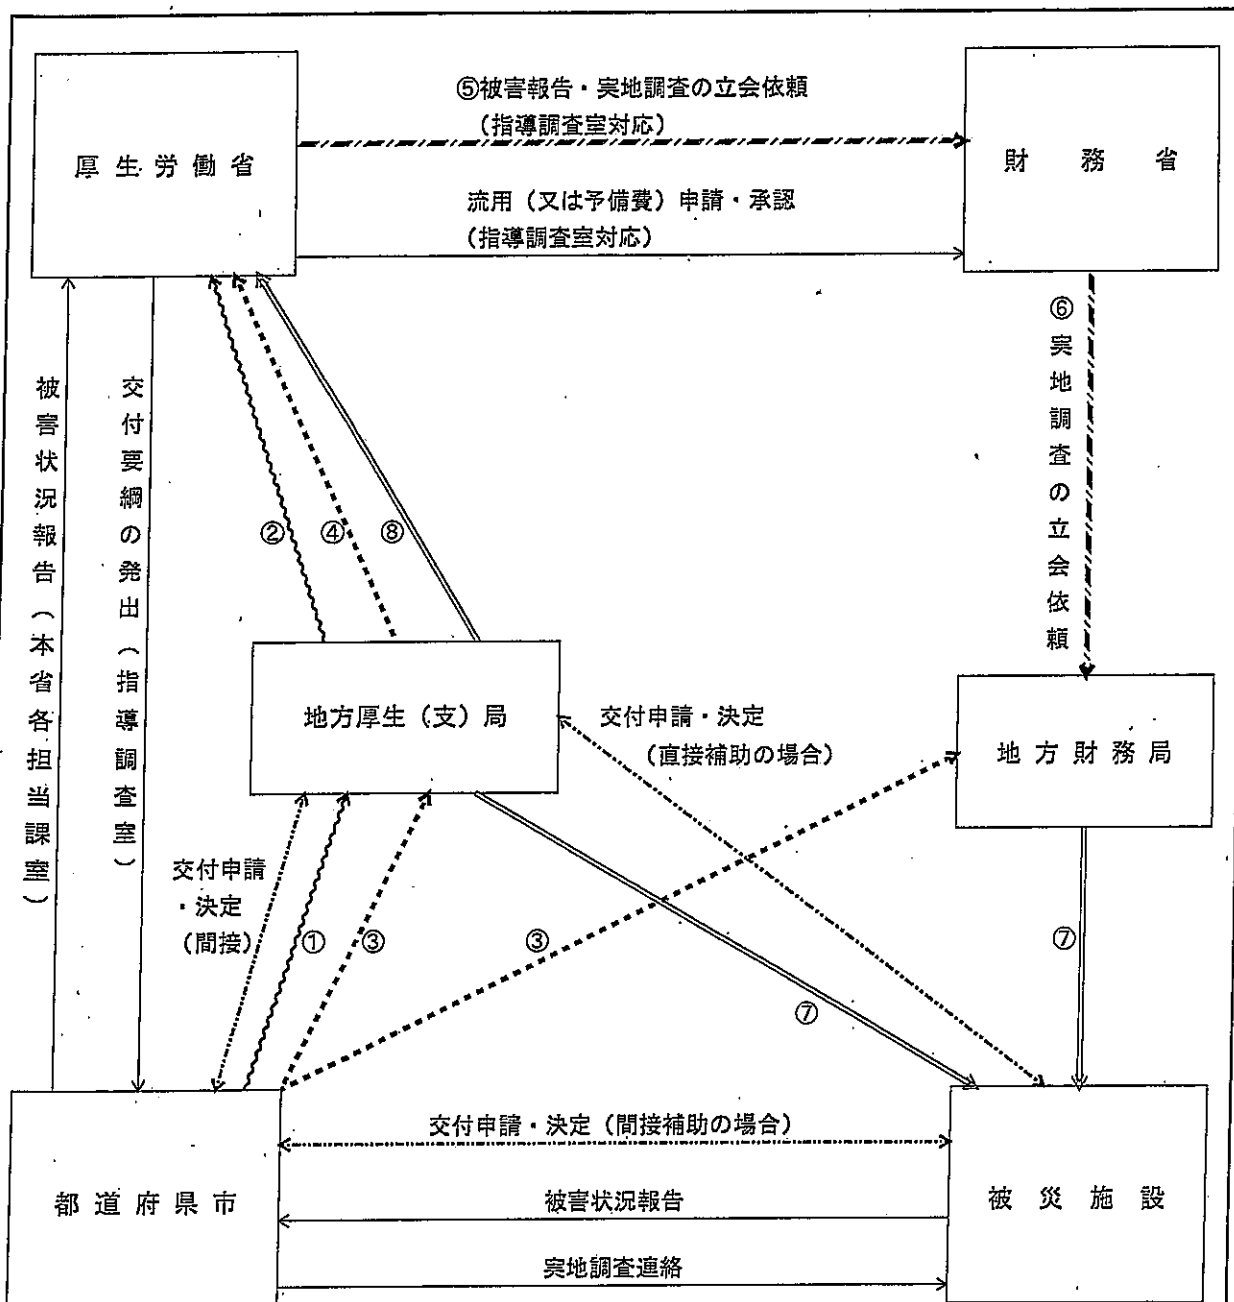 ⑤被害報告・実地調査の立会依頼
（指導調査室対応）
厚生労働省
財務省
流用（又は予備費）申請・承認
（指導調査室対応）
⑥実地調査の立会依頼
被害状況報告（本省各担当課室）
交付要綱の発出（指導調査室）
②
④
⑧
地方厚生（支）局
交付申請・決定
（直接補助の場合）
地方財務局
交付申請
・決定
（間接）
①
③
③
⑦
⑦
交付申請・決定（間接補助の場合）
都道府県市
被災施設
被害状況報告
実地調査連絡